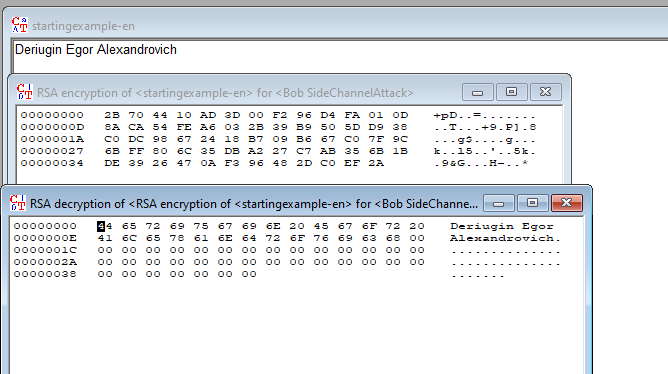 startingexample-en
Deriugin Egor Alexandrovich
RSA encryption of <startingexample-en> for <Bob SideChannelAttack>
00000000 2B 70 44 10 AD 3D 00 F2 96 D4 FA 01 0D +pD..=.......
0000000D 8A CA 54 FE A6 03 2B 39 B9 50 5D D9 38 ..T...+9.P].8
0000001A C0 DC 98 67 24 18 B7 09 B6 67 C0 7F 9C ...g$....g...
00000027 6B FF 80 6C 35 DB A2 27 C7 AB 35 6B 1B k..l5..'..5k.
00000034 DE 39 26 47 0A F3 96 48 2D C0 EF 2A .9&G...H-..*
RSA decryption of <RSA encryption of <startingexample-en> for <Bob SideChanne...
00000000 44 65 72 69 75 67 69 6E 20 45 67 6F 72 20 Deriugin Egor
0000000E 41 6C 65 78 61 6E 64 72 6F 76 69 63 68 00 Alexandrovich.
0000001C 00 00 00 00 00 00 00 00 00 00 00 00 00 00 ..............
0000002A 00 00 00 00 00 00 00 00 00 00 00 00 00 00 ..............
00000038 00 00 00 00 00 00 00 .......